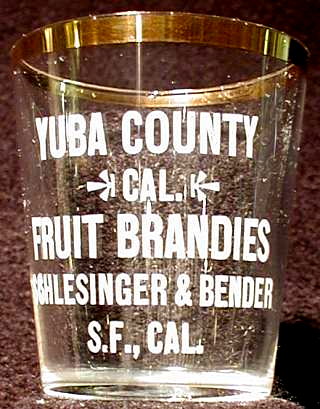 YUBA COUNTY
CAL.
FRUIT BRANDIES
SCHLESINGER & BENDER
S.F., CAL.